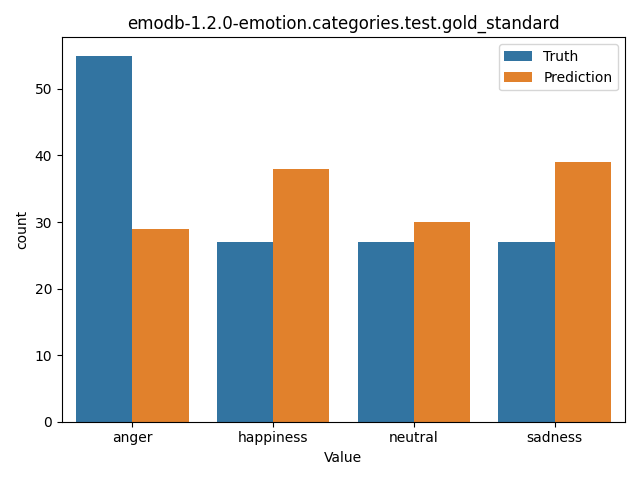 emodb-1.2.0-emotion.categories.test.gold_standard
Truth
Prediction
count
50
40
30
20
10
0
anger happiness neutral sadness
Value